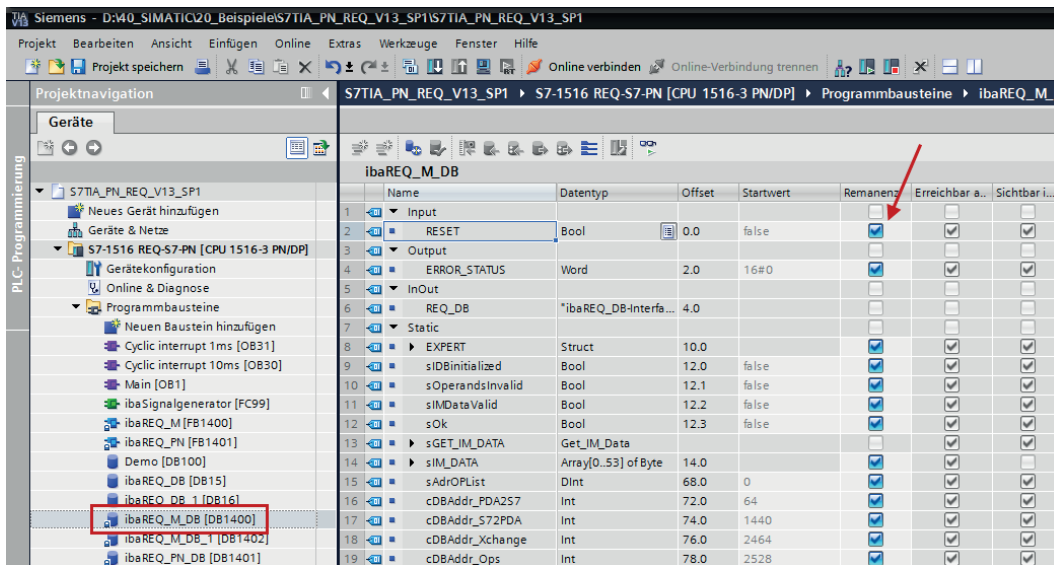 Siemens - D:\40_SIMATIC\20_Beispiele\S7TIA_PN_REQ_V13_SP1\S7TIA_PN_REQ_V13_SP1
Projekt Bearbeiten Ansicht Einfügen Online Extras Werkzeuge Fenster Hilfe
Projekt speichern Online verbinden Online-Verbindung trennen
Projektnavigation
S7TIA_PN_REQ_V13_SP1 ▸ S7-1516 REQ-S7-PN [CPU 1516-3 PN/DP] ▸ Programmbausteine ▸ ibaREQ_M_
Geräte
PLC-Programmierung
S7TIA_PN_REQ_V13_SP1
Neues Gerät hinzufügen
Geräte & Netze
S7-1516 REQ-S7-PN [CPU 1516-3 PN/DP]
Gerätekonfiguration
Online & Diagnose
Programmbausteine
Neuen Baustein hinzufügen
Cyclic interrupt 1ms [OB31]
Cyclic interrupt 10ms [OB30]
Main [OB1]
ibaSignalgenerator [FC99]
ibaREQ_M [FB1400]
ibaREQ_PN [FB1401]
Demo [DB100]
ibaREQ_DB [DB15]
ibaREQ_DB_1 [DB16]
ibaREQ_M_DB [DB1400]
ibaREQ_M_DB_1 [DB1402]
ibaREQ_PN_DB [DB1401]
ibaREQ_M_DB
Name Datentyp Offset Startwert Remanenz Erreichbar a... Sichtbar i...
1 Input
2 RESET Bool 0.0 false
3 Output
4 ERROR_STATUS Word 2.0 16#0
5 InOut
6 REQ_DB "ibaREQ_DB-Interfa... 4.0
7 Static
8 EXPERT Struct 10.0
9 sIDBinitialized Bool 12.0 false
10 sOperandsInvalid Bool 12.1 false
11 sIMDataValid Bool 12.2 false
12 sOk Bool 12.3 false
13 sGET_IM_DATA Get_IM_Data
14 sIM_DATA Array[0..53] of Byte 14.0
15 sAdrOPList DInt 68.0 0
16 cDBAddr_PDA2S7 Int 72.0 64
17 cDBAddr_S72PDA Int 74.0 1440
18 cDBAddr_Xchange Int 76.0 2464
19 cDBAddr_Ops Int 78.0 2528